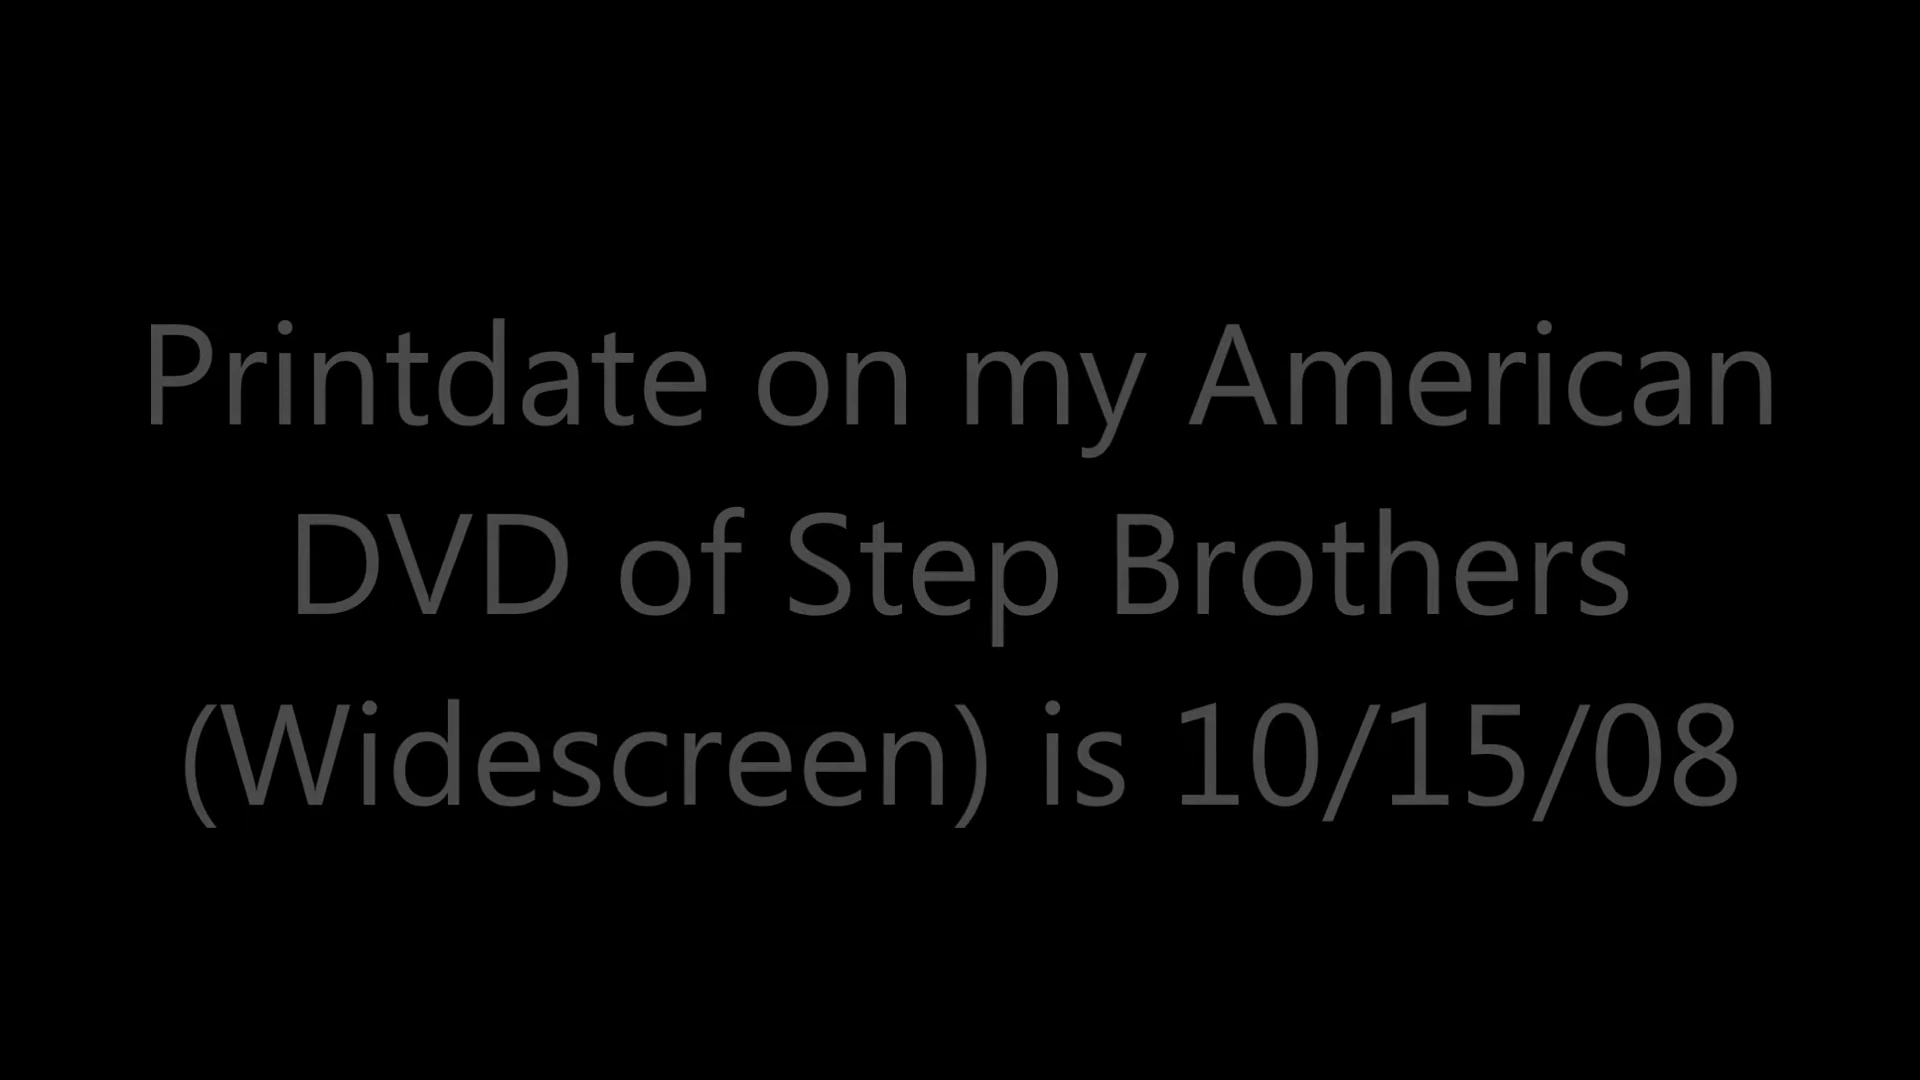 Printdate on my American
DVD of Step Brothers
(Widescreen) is 10/15/08